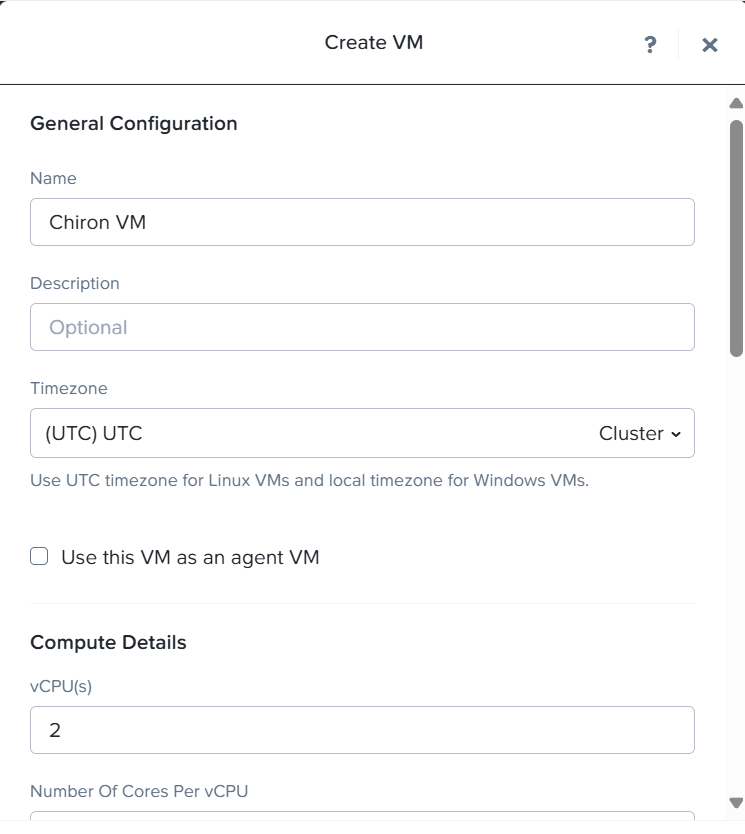 Create VM
?
General Configuration
Name
Chiron VM
Description
Optional
Timezone
(UTC) UTC Cluster
Use UTC timezone for Linux VMs and local timezone for Windows VMs.
Use this VM as an agent VM
Compute Details
vCPU(s)
2
Number Of Cores Per vCPU